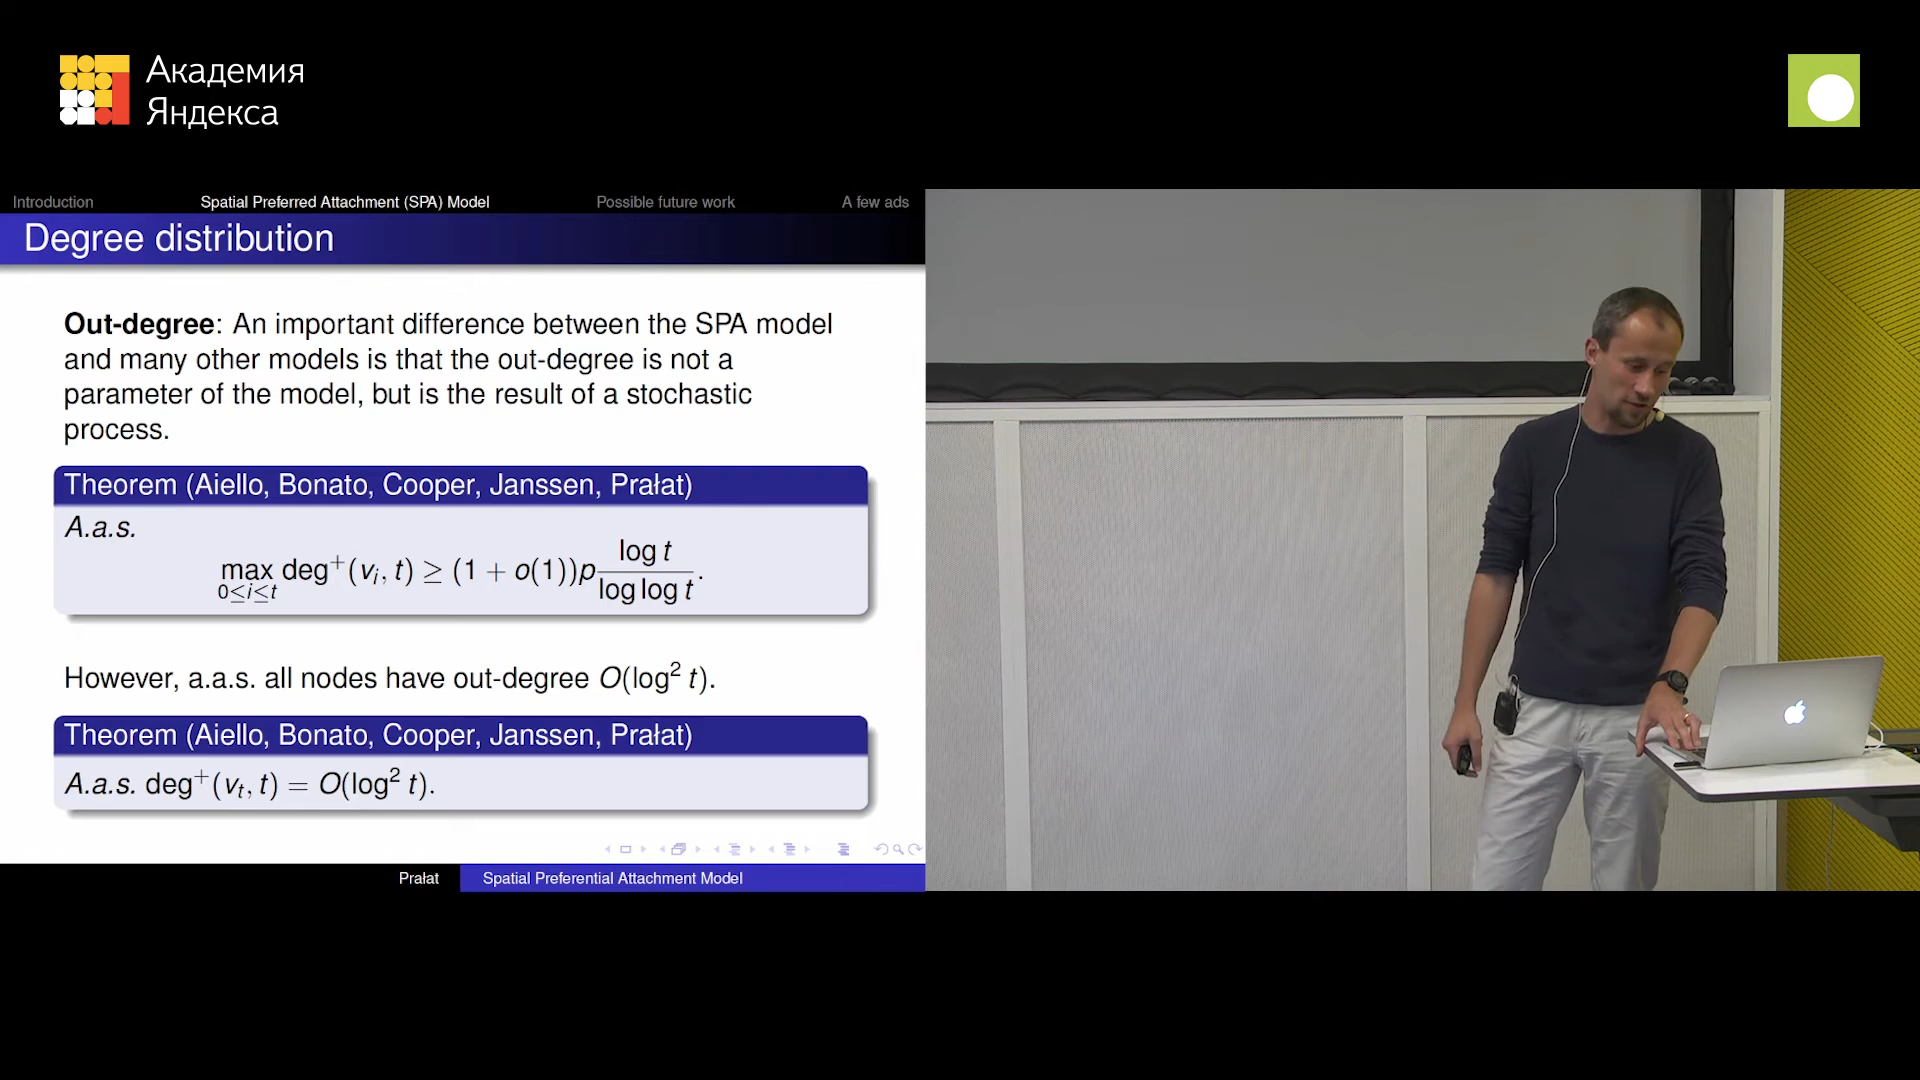 Академия
Яндекса
Introduction Spatial Preferred Attachment (SPA) Model Possible future work A few ads
Degree distribution
Out-degree: An important difference between the SPA model
and many other models is that the out-degree is not a
parameter of the model, but is the result of a stochastic
process.
Theorem (Aiello, Bonato, Cooper, Janssen, Prałat)
A.a.s.
max_{0≤i≤t} deg⁺(v_i, t) ≥ (1 + o(1))p log t / log log t.
However, a.a.s. all nodes have out-degree O(log² t).
Theorem (Aiello, Bonato, Cooper, Janssen, Prałat)
A.a.s. deg⁺(v_t, t) = O(log² t).
Prałat Spatial Preferential Attachment Model